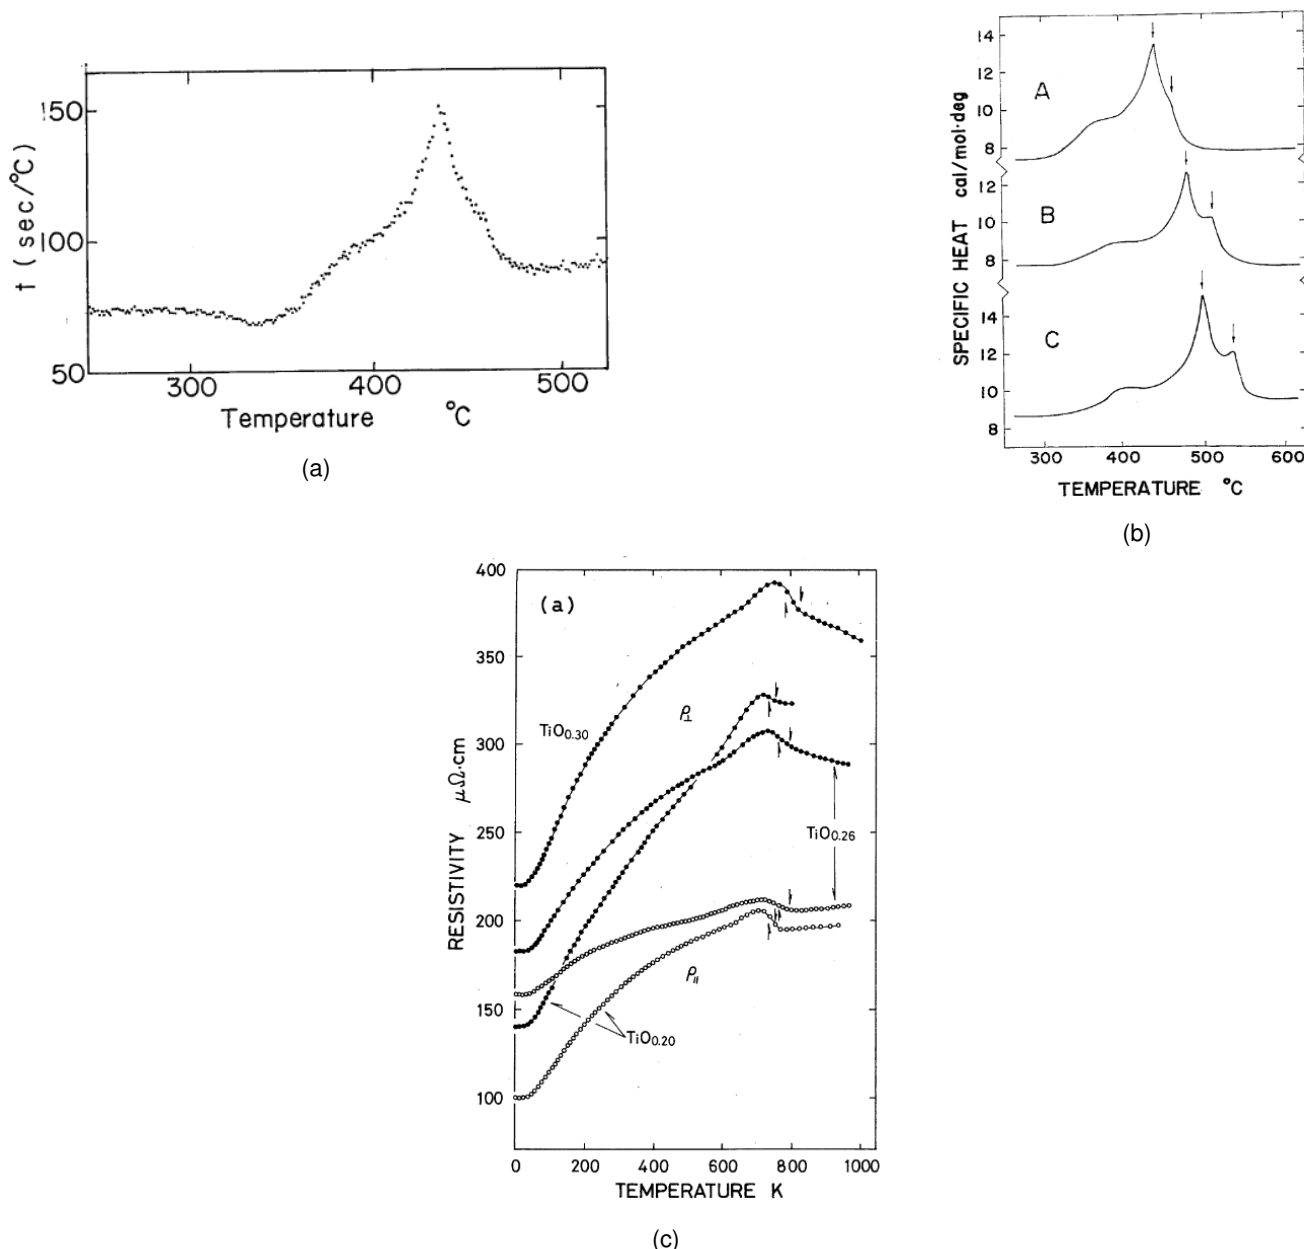 150
100
50
t (sec/°C)
300
400
500
Temperature °C
(a)
14
12
10
8
12
10
8
14
12
10
8
SPECIFIC HEAT cal/mol·deg
A
B
C
300
400
500
600
TEMPERATURE °C
(b)
400
350
300
250
200
150
100
RESISTIVITY μΩ·cm
(a)
TiO0.30
ρ⊥
TiO0.26
ρ||
TiO0.20
0
200
400
600
800
1000
TEMPERATURE K
(c)